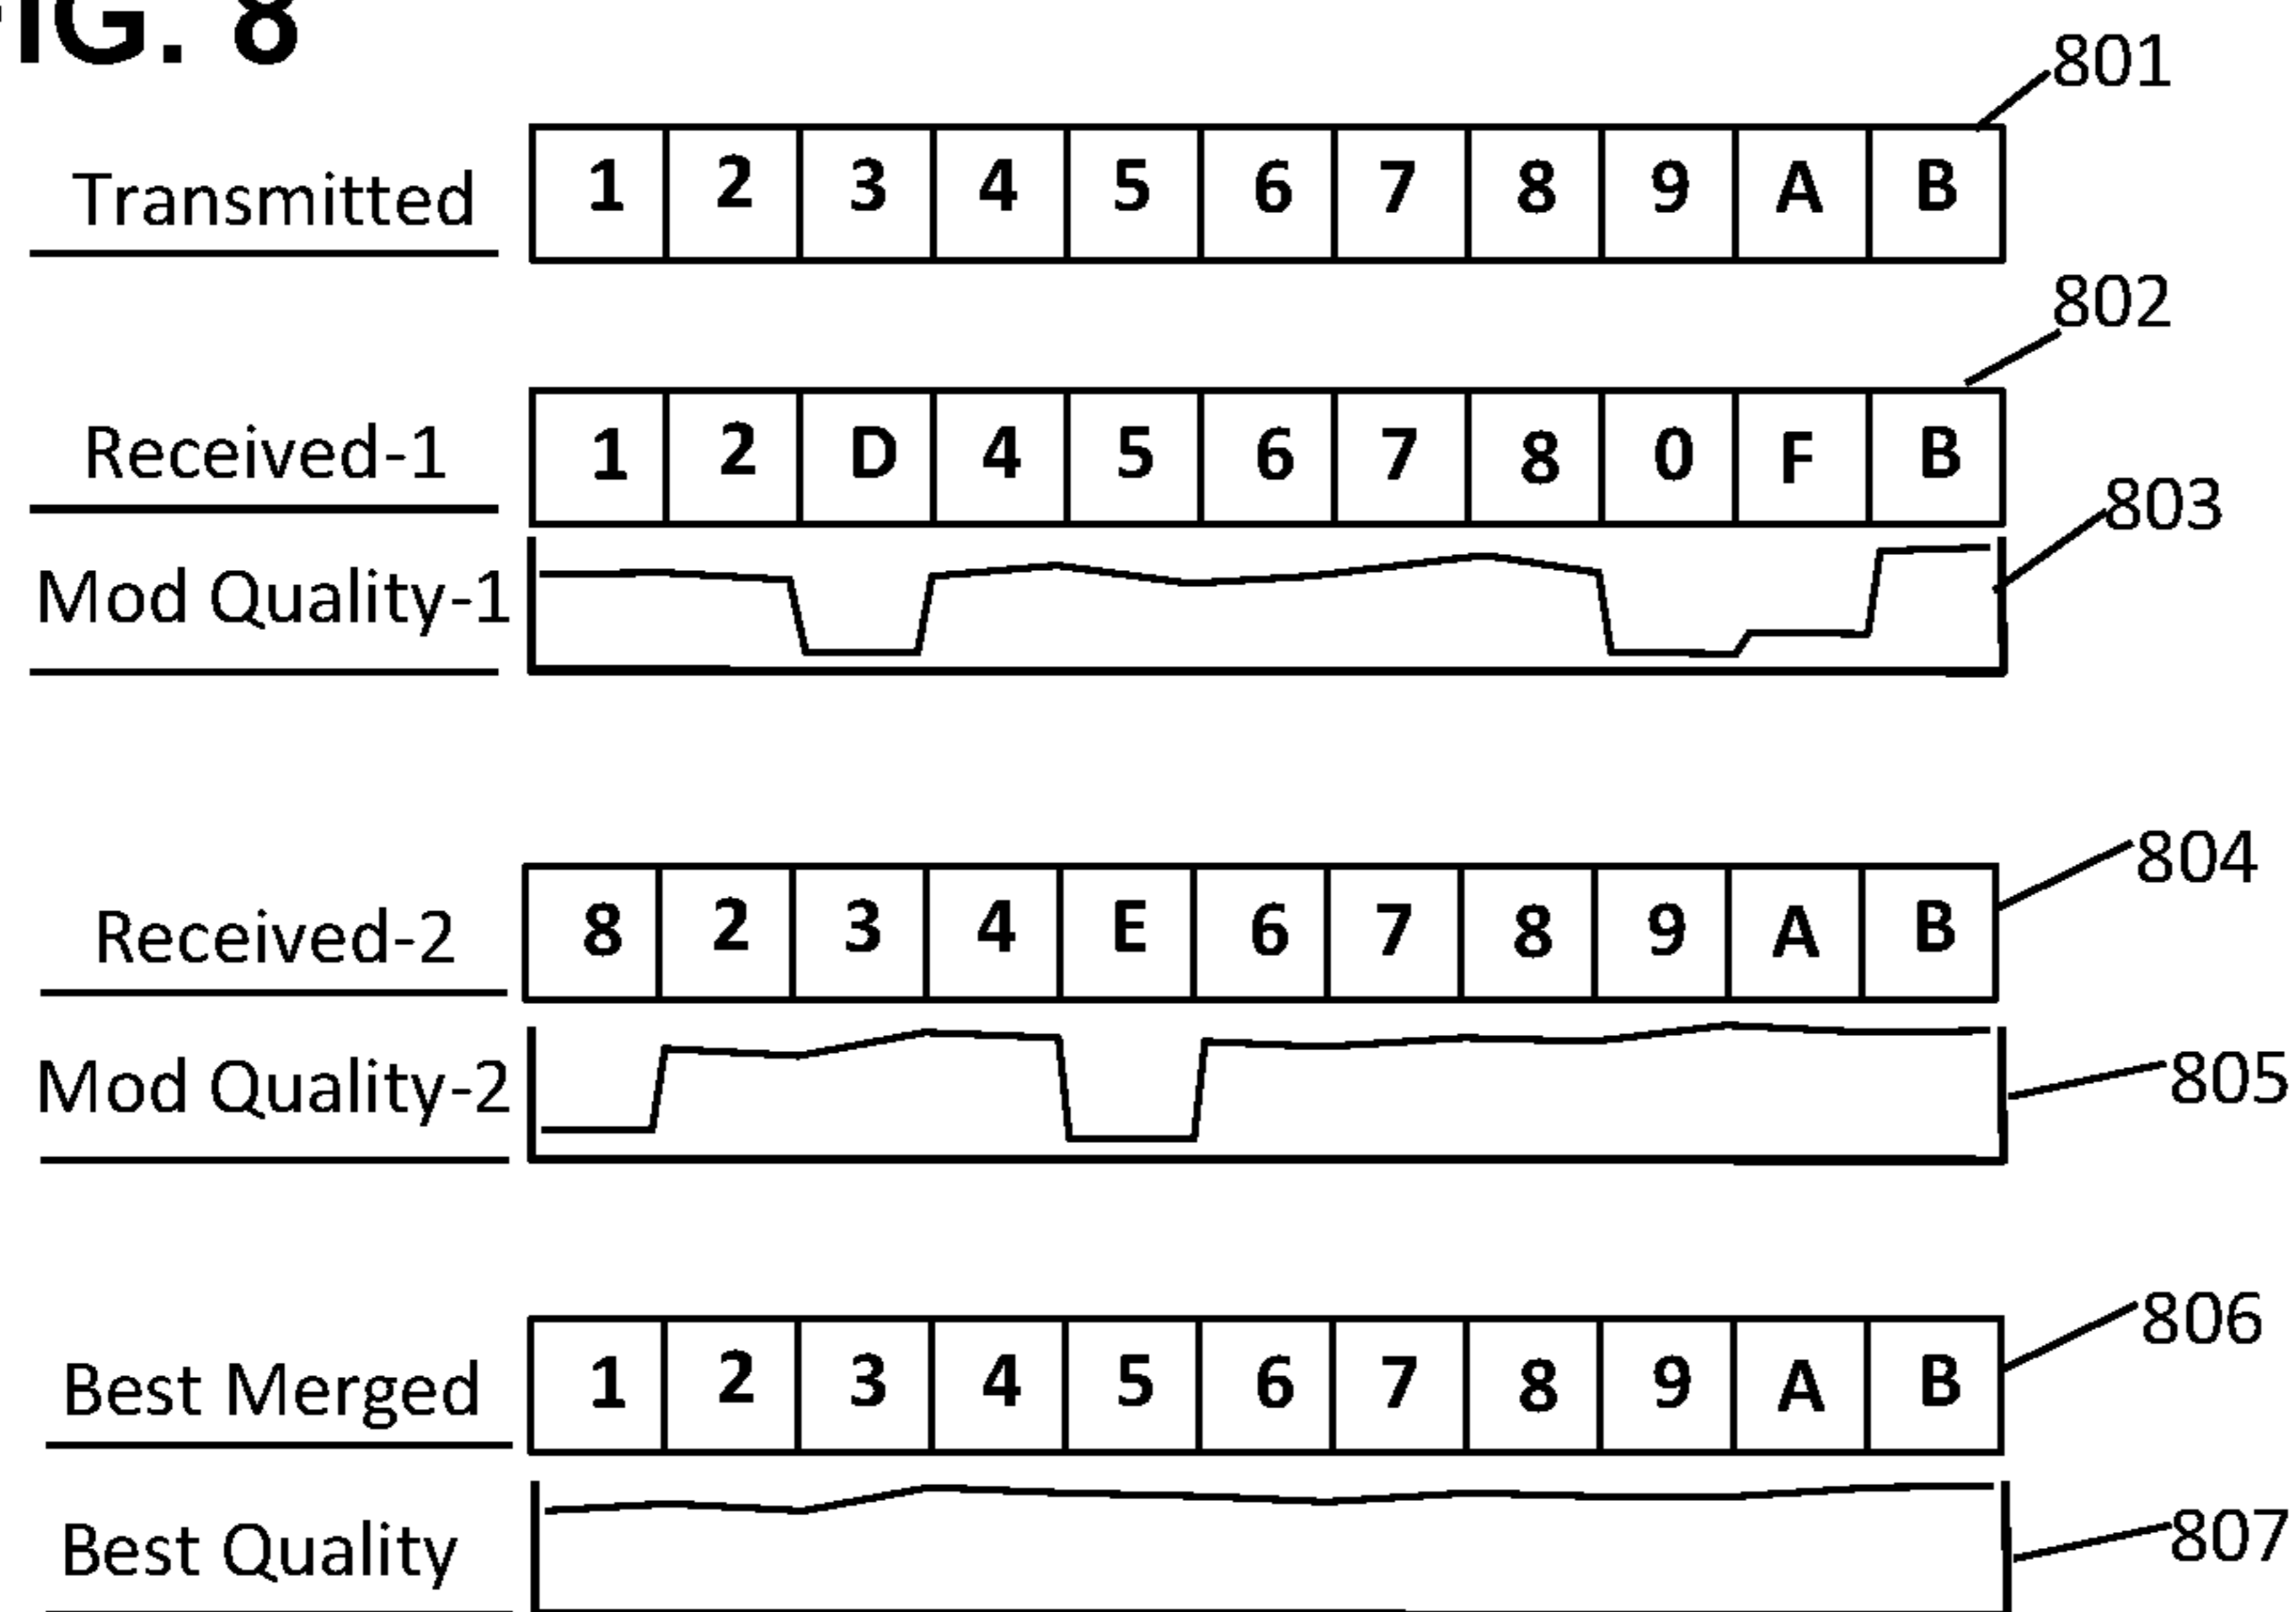 FIG. 8
801
Transmitted 1 2 3 4 5 6 7 8 9 A B
802
Received-1 1 2 D 4 5 6 7 8 0 F B
803
Mod Quality-1
804
Received-2 8 2 3 4 E 6 7 8 9 A B
Mod Quality-2 805
806
Best Merged 1 2 3 4 5 6 7 8 9 A B
Best Quality 807